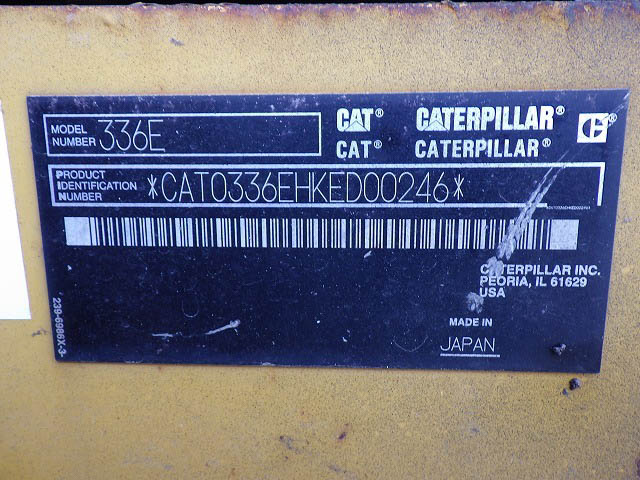 MODEL NUMBER 336E
CAT® CATERPILLAR®
CAT® CATERPILLAR®
C®
PRODUCT IDENTIFICATION NUMBER *CAT0336EHKED00246*
CATERPILLAR INC.
PEORIA, IL 61629
USA
MADE IN
JAPAN
239-6986X-3